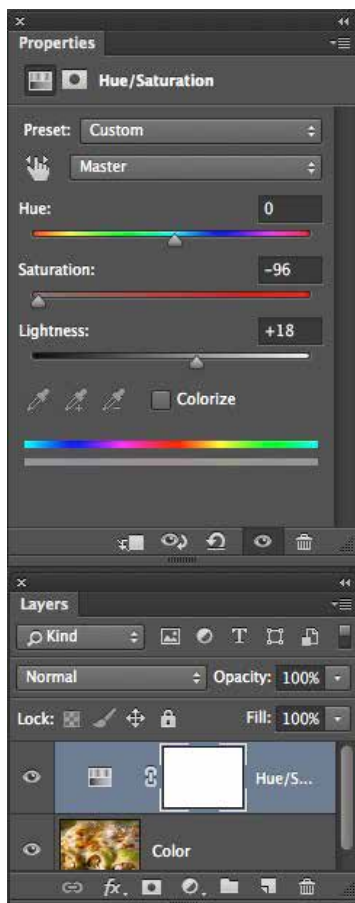 Properties
Hue/Saturation
Preset: Custom
Master
Hue: 0
Saturation: -96
Lightness: +18
Colorize
Layers
Kind T
Normal Opacity: 100%
Lock: Fill: 100%
Hue/S...
Color
fx.